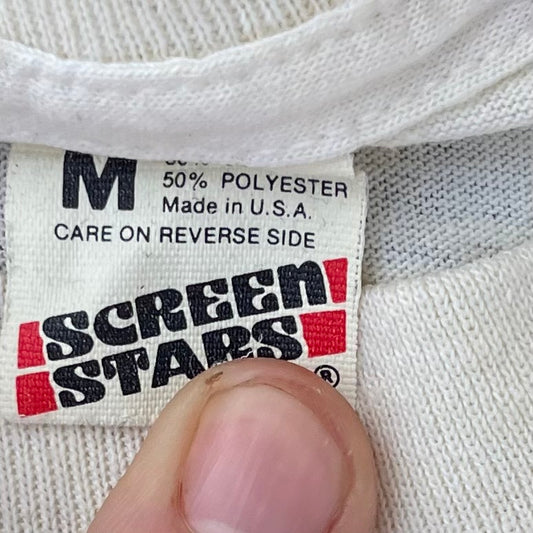 M
50% POLYESTER
Made in U.S.A.
CARE ON REVERSE SIDE
SCREEN
STARS
®